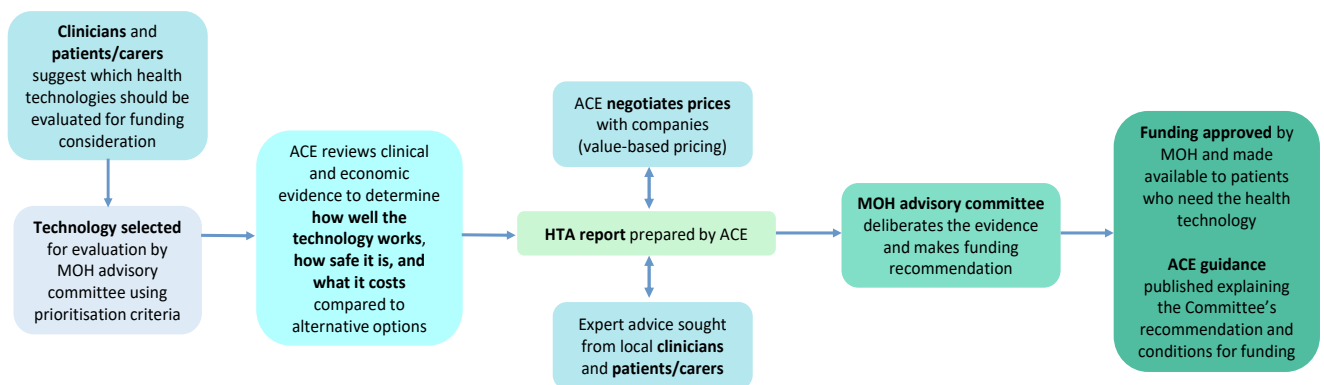 Clinicians and
patients/carers
suggest which health
technologies should be
evaluated for funding
consideration
Technology selected
for evaluation by
MOH advisory
committee using
prioritisation criteria
ACE reviews clinical
and economic
evidence to determine
how well the
technology works,
how safe it is, and
what it costs
compared to
alternative options
ACE negotiates prices
with companies
(value-based pricing)
HTA report prepared by ACE
Expert advice sought
from local clinicians
and patients/carers
MOH advisory committee
deliberates the evidence
and makes funding
recommendation
Funding approved by
MOH and made
available to patients
who need the health
technology
ACE guidance
published explaining
the Committee’s
recommendation and
conditions for funding